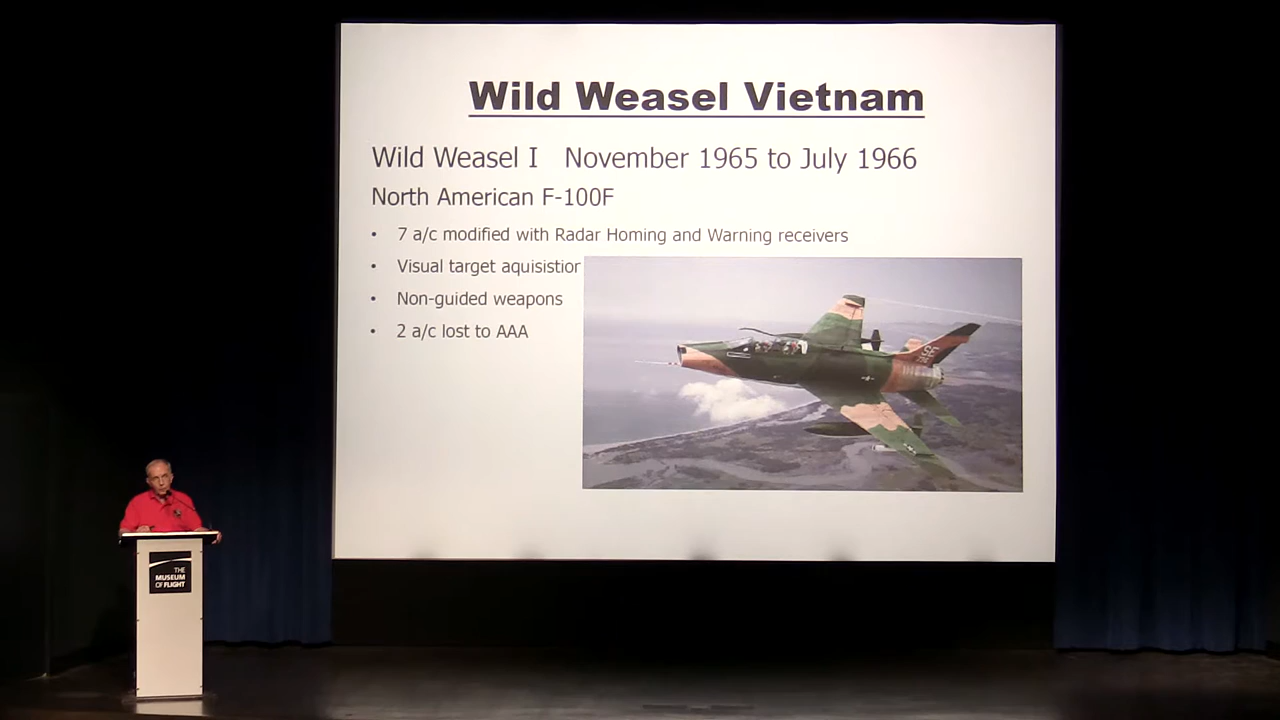 Wild Weasel Vietnam
Wild Weasel I November 1965 to July 1966
North American F-100F
• 7 a/c modified with Radar Homing and Warning receivers
• Visual target aquisistior
• Non-guided weapons
• 2 a/c lost to AAA
THE
MUSEUM
OF FLIGHT